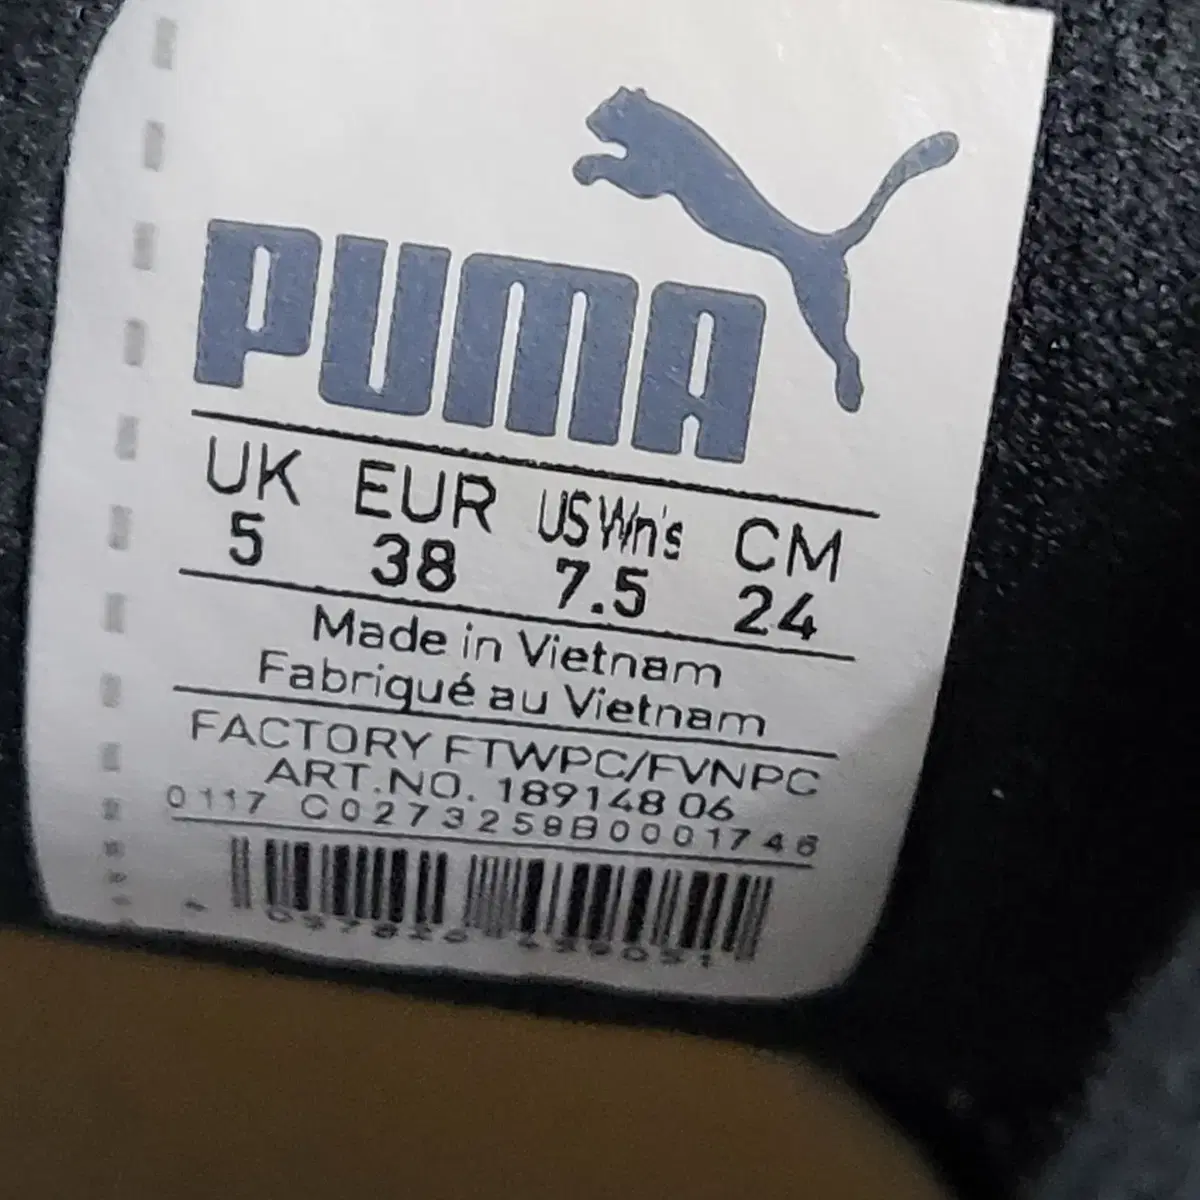 PUMA
UK EUR US Wn's CM
5 38 7.5 24
Made in Vietnam
Fabriqué au Vietnam
FACTORY FTWPC/FVNPC
ART.NO. 189148 06
0117 C0273258B0001746